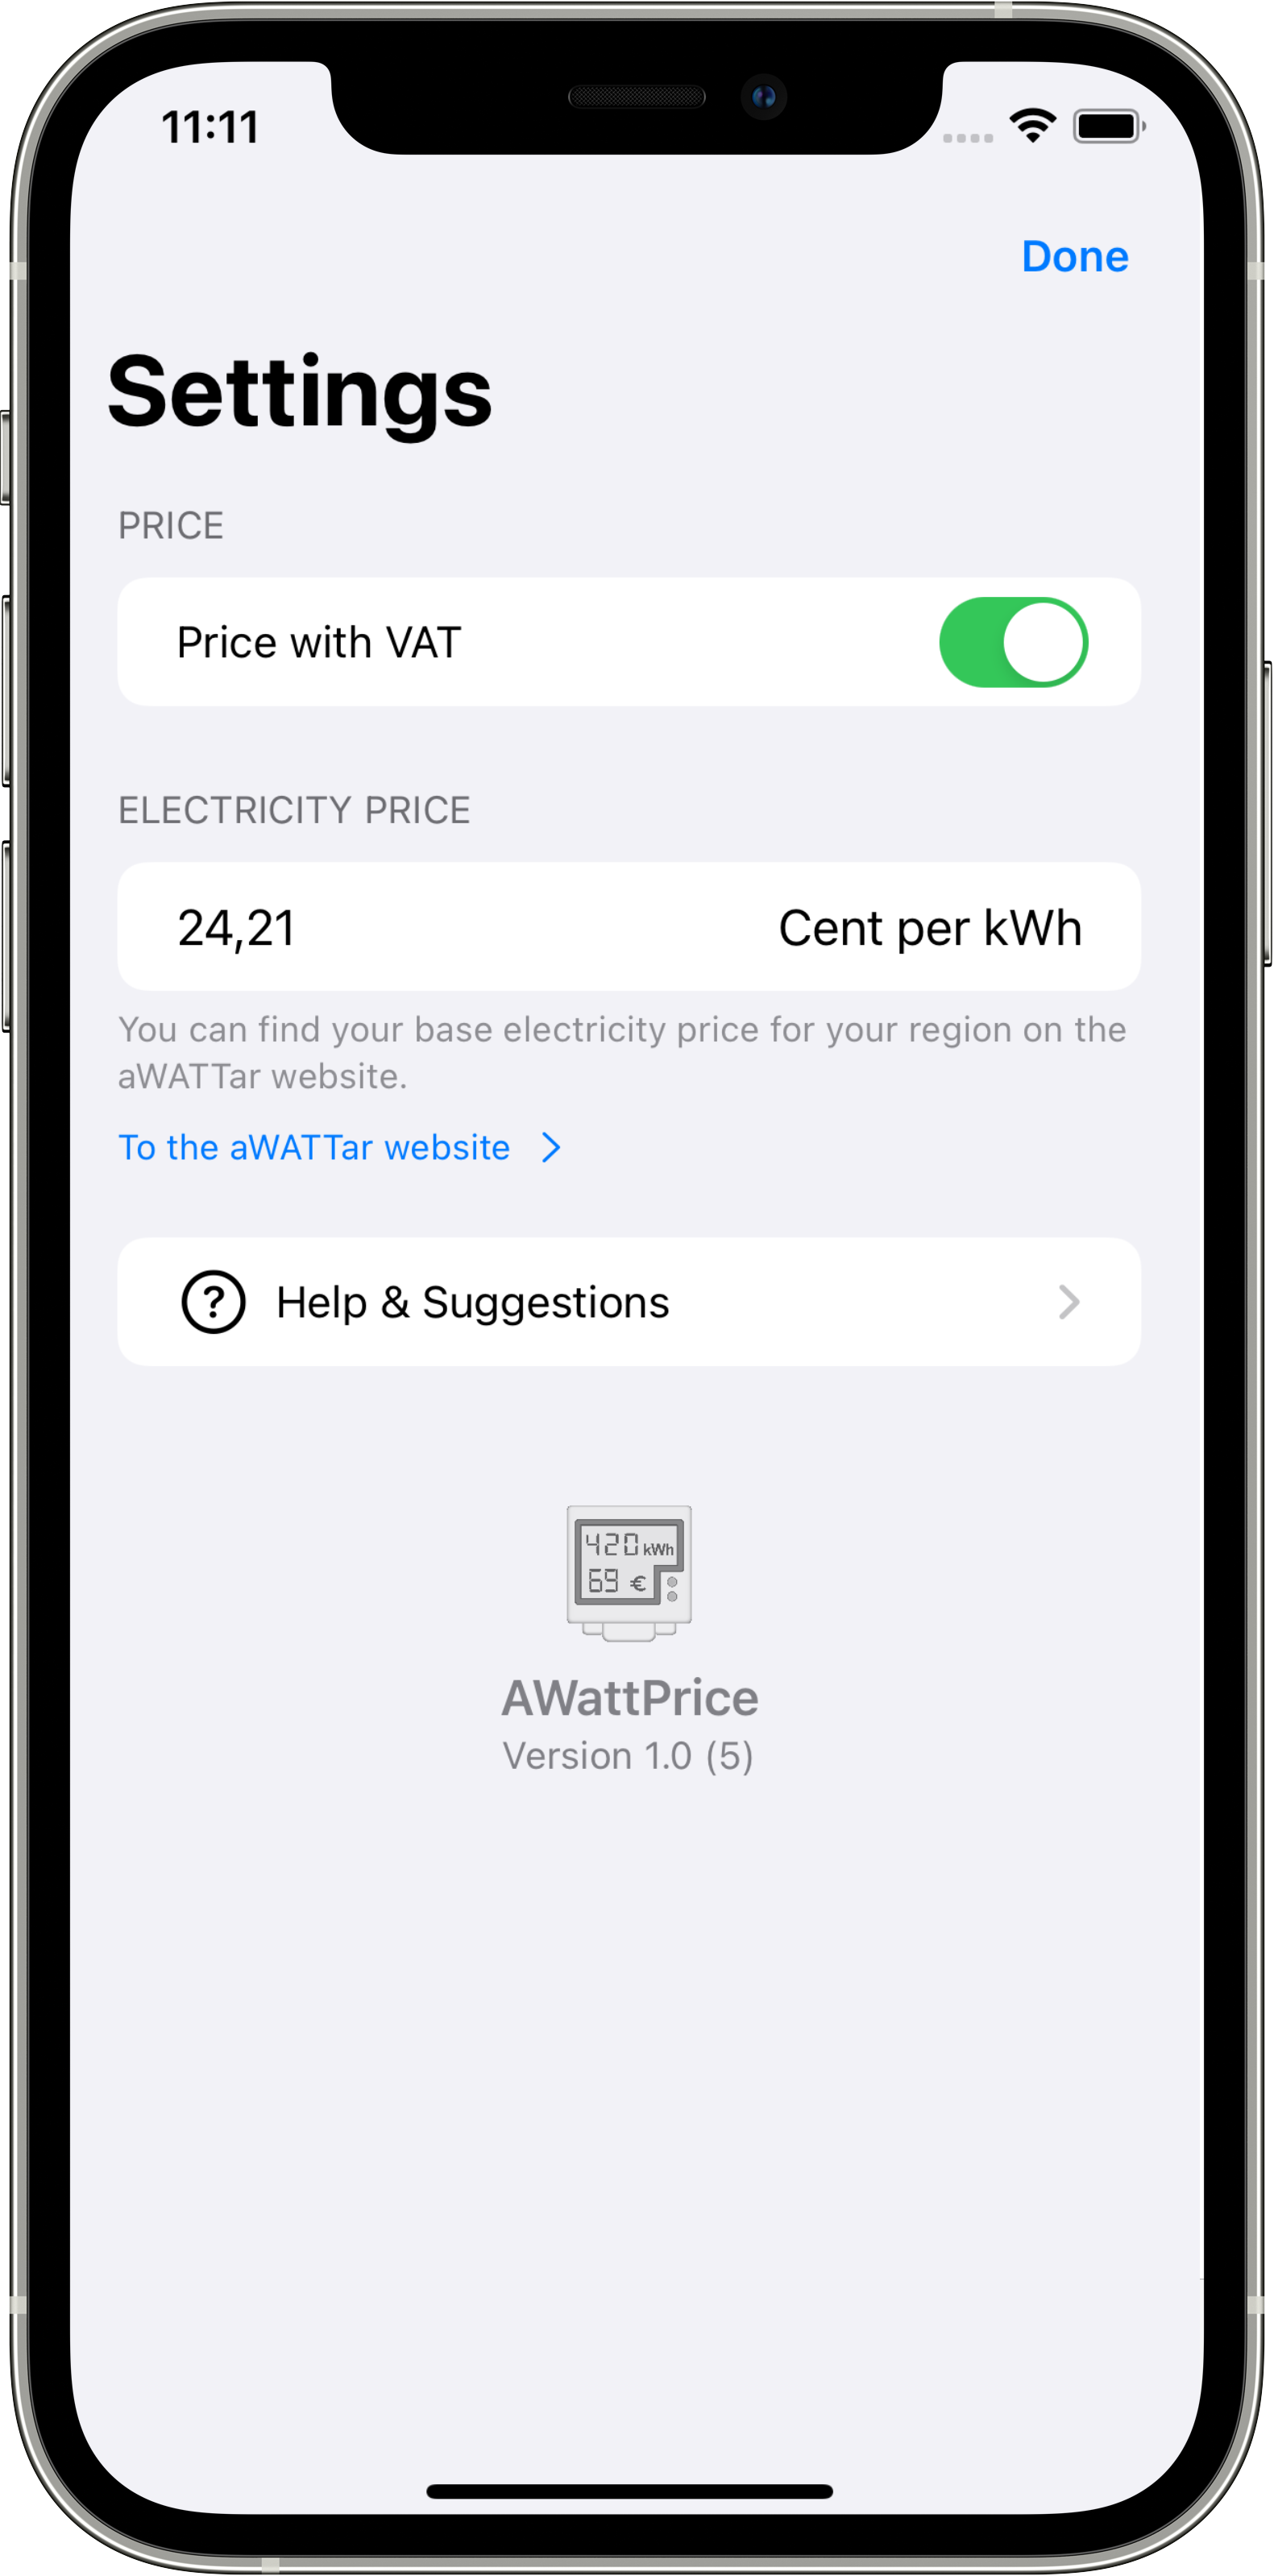 11:11
Done
Settings
PRICE
Price with VAT
ELECTRICITY PRICE
24,21 Cent per kWh
You can find your base electricity price for your region on the
aWATTar website.
To the aWATTar website
? Help & Suggestions
420 kWh
69 €
AWattPrice
Version 1.0 (5)